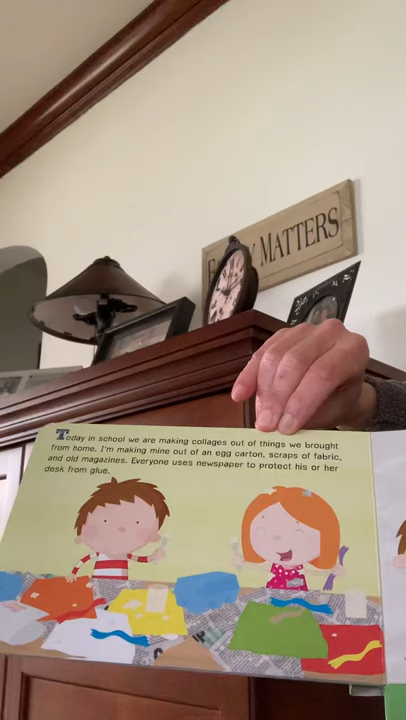 MATTERS
Today in school we are making collages out of things we brought
from home. I'm making mine out of an egg carton, scraps of fabric,
and old magazines. Everyone uses newspaper to protect his or her
desk from glue.